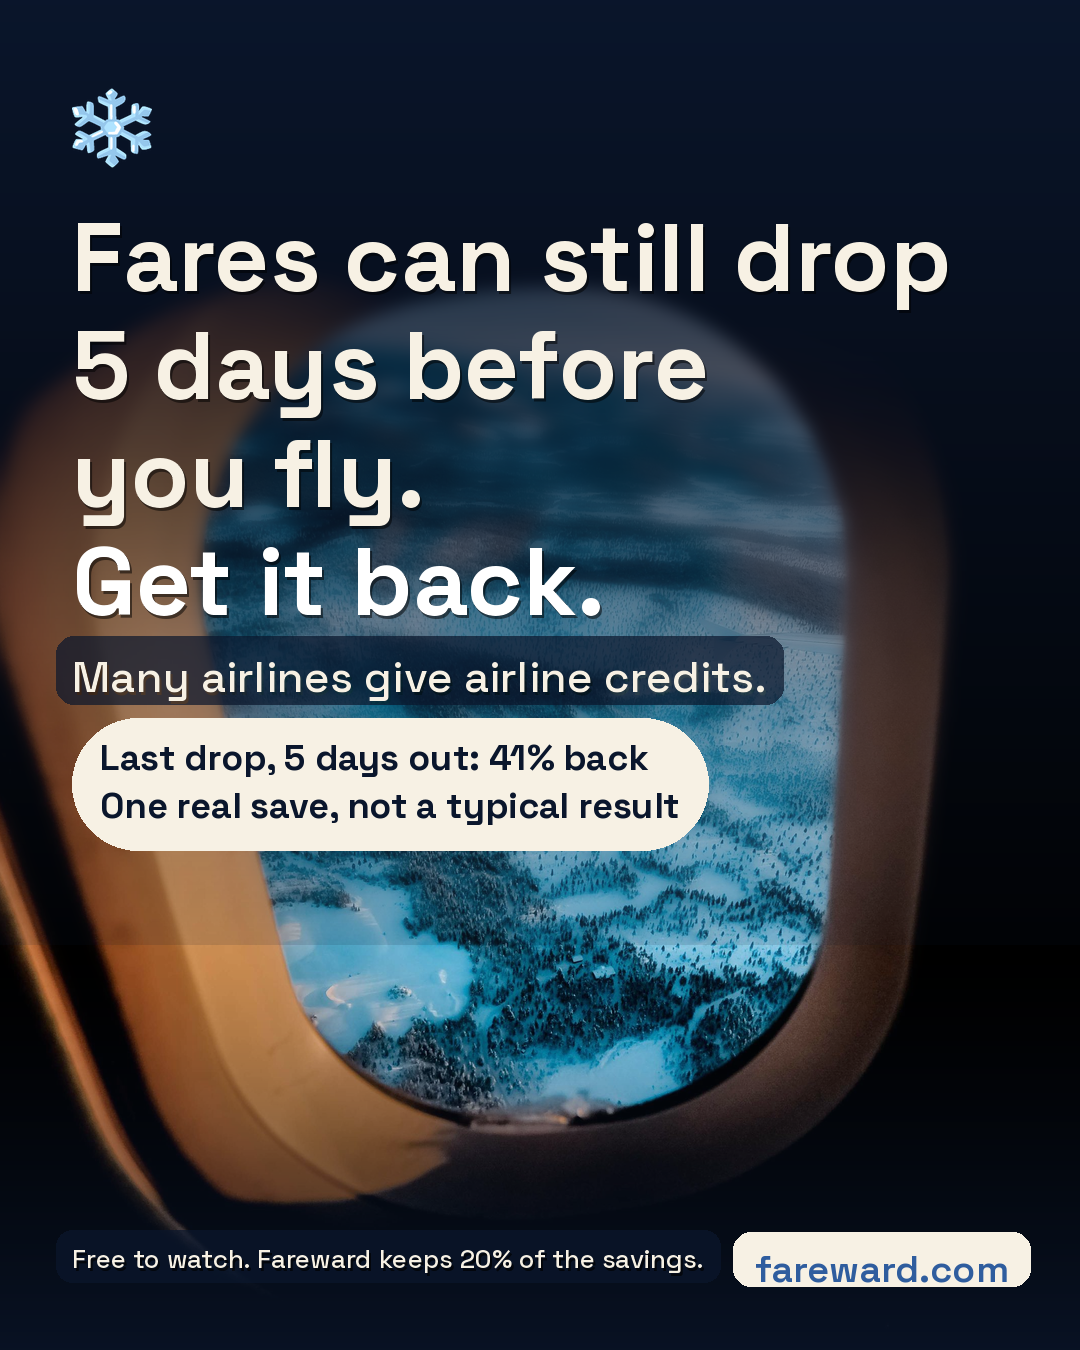 Fares can still drop
5 days before
you fly.
Get it back.
Many airlines give airline credits.
Last drop, 5 days out: 41% back
One real save, not a typical result
Free to watch. Fareward keeps 20% of the savings.
fareward.com